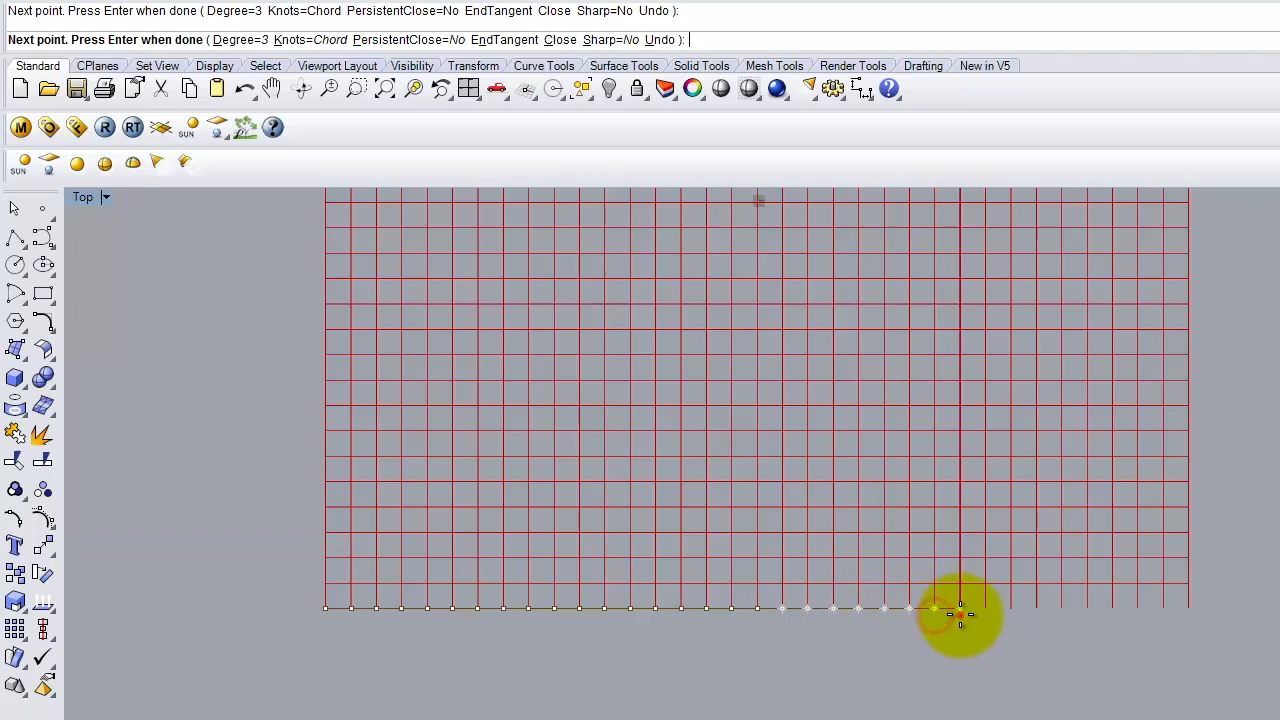 Next point. Press Enter when done ( Degree=3 Knots=Chord PersistentClose=No EndTangent Close Sharp=No Undo ):
Next point. Press Enter when done ( Degree=3 Knots=Chord PersistentClose=No EndTangent Close Sharp=No Undo ):
Standard CPlanes Set View Display Select Viewport Layout Visibility Transform Curve Tools Surface Tools Solid Tools Mesh Tools Render Tools Drafting New in V5
M O F R RT SUN ?
SUN
Top